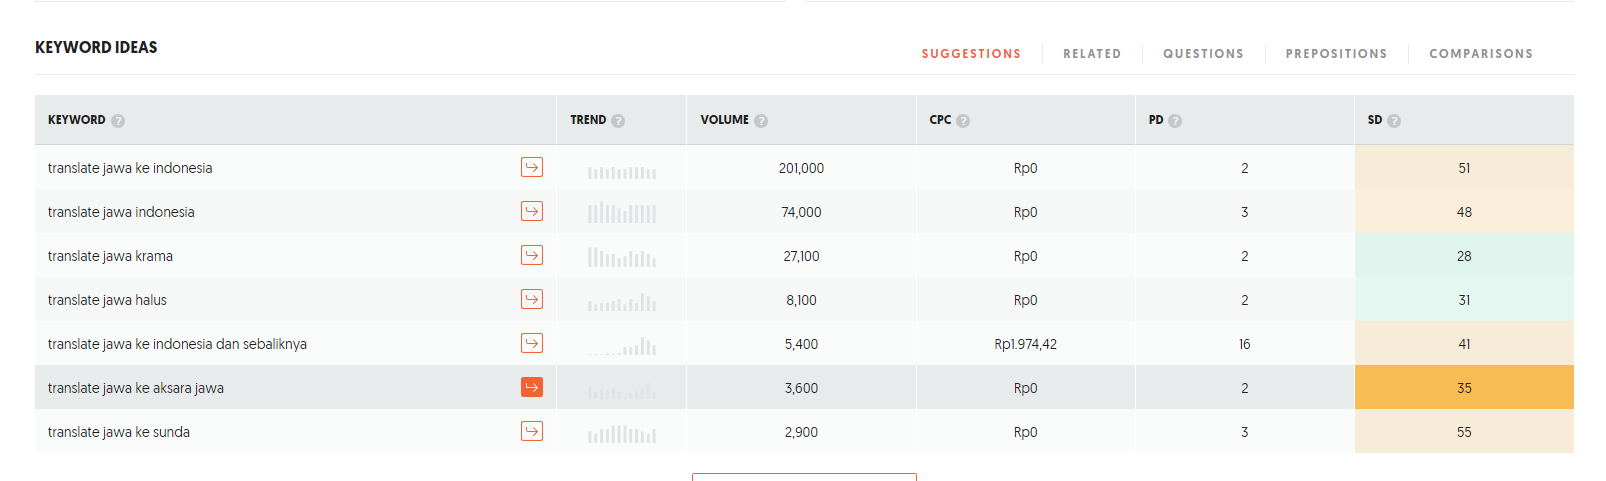 KEYWORD IDEAS
SUGGESTIONS RELATED QUESTIONS PREPOSITIONS COMPARISONS
KEYWORD ? TREND ? VOLUME ? CPC ? PD ? SD ?
translate jawa ke indonesia 201,000 Rp0 2 51
translate jawa indonesia 74,000 Rp0 3 48
translate jawa krama 27,100 Rp0 2 28
translate jawa halus 8,100 Rp0 2 31
translate jawa ke indonesia dan sebaliknya 5,400 Rp1.974,42 16 41
translate jawa ke aksara jawa 3,600 Rp0 2 35
translate jawa ke sunda 2,900 Rp0 3 55